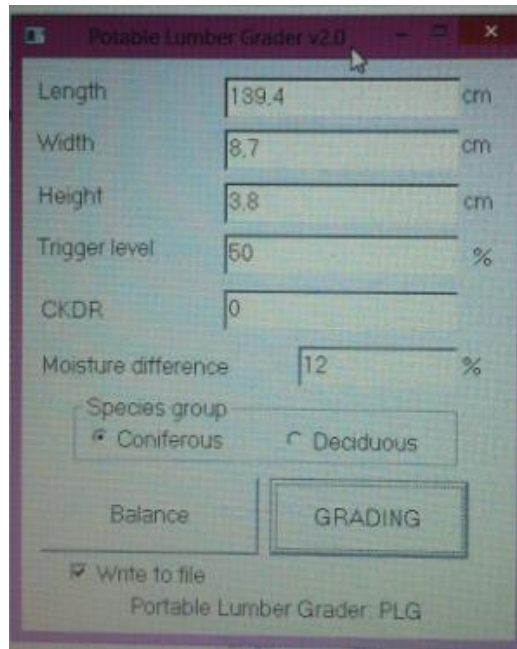 Potable Lumber Grader v2.0
Length 139,4 cm
Width 8,7 cm
Height 3,8 cm
Trigger level 50 %
CKDR 0
Moisture difference 12 %
Species group
Coniferous Deciduous
Balance GRADING
Write to file
Portable Lumber Grader: PLG